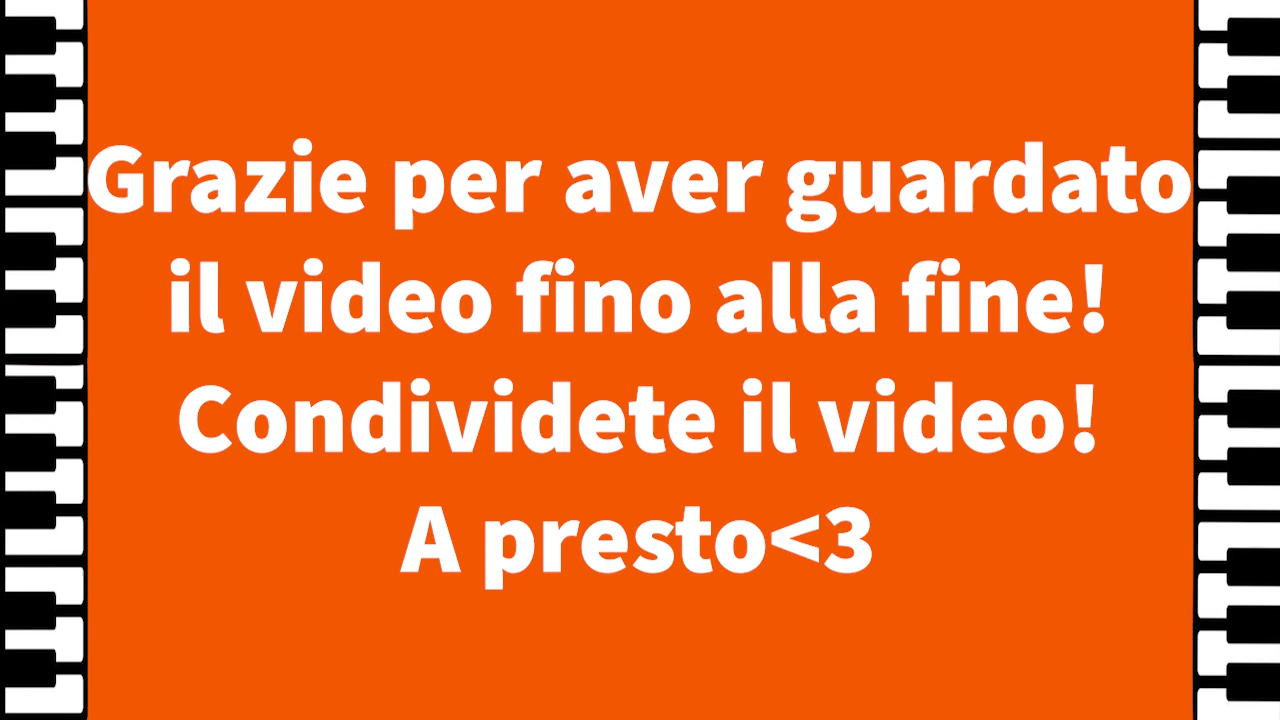 Grazie per aver guardato
il video fino alla fine!
Condividete il video!
A presto<3